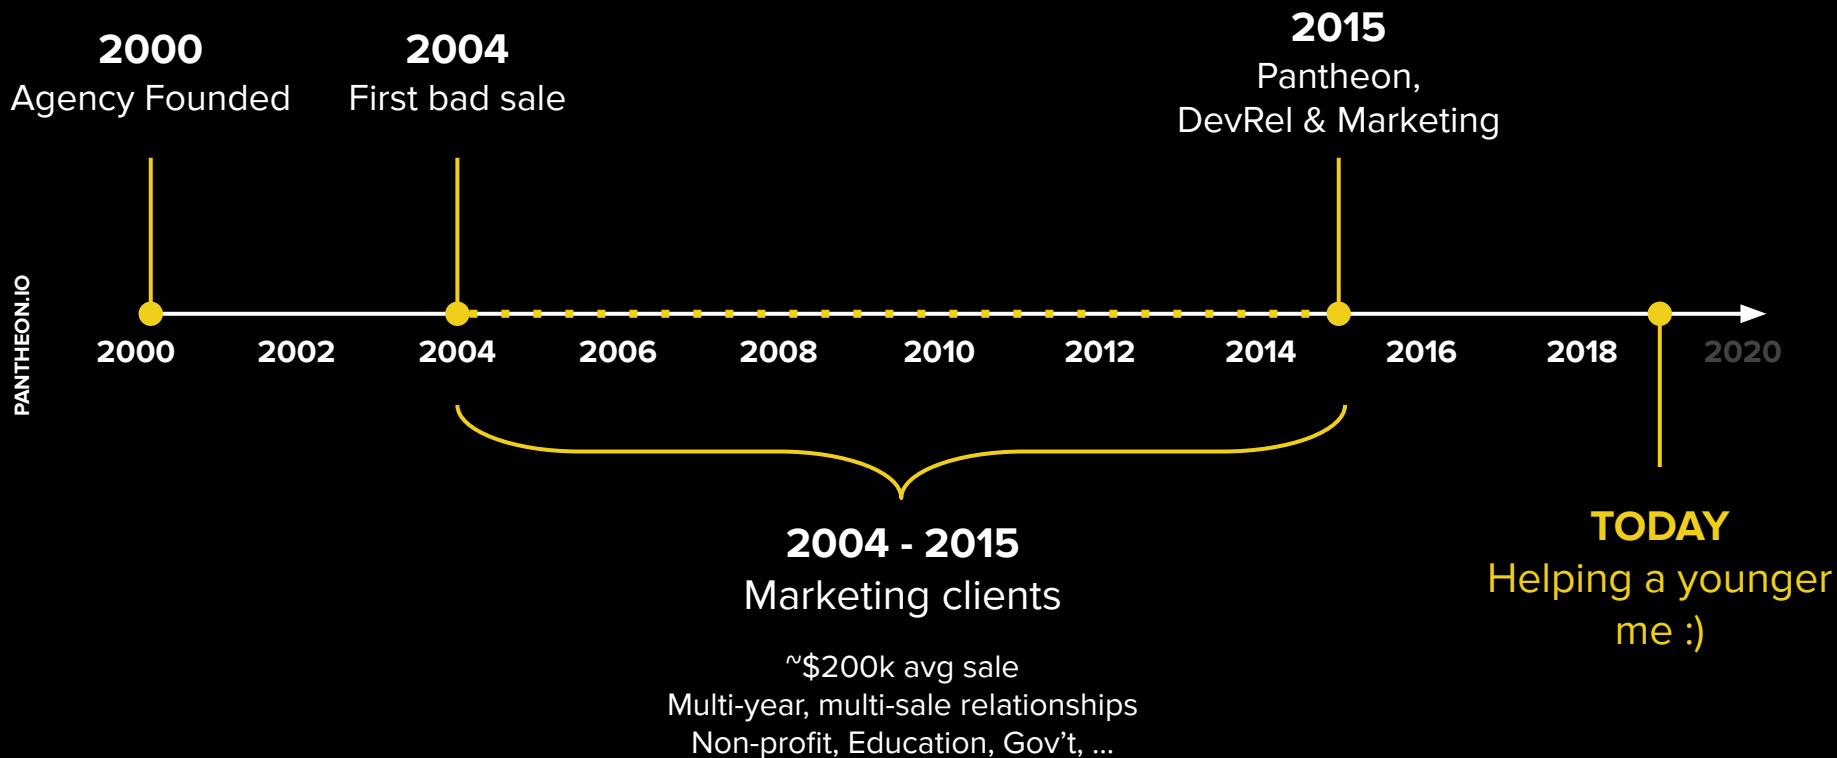 2000
Agency Founded
2004
First bad sale
2015
Pantheon,
DevRel & Marketing
PANTHEON.IO
2000 2002 2004 2006 2008 2010 2012 2014 2016 2018 2020
2004 - 2015
Marketing clients
~$200k avg sale
Multi-year, multi-sale relationships
Non-profit, Education, Gov’t, ...
TODAY
Helping a younger
me :)